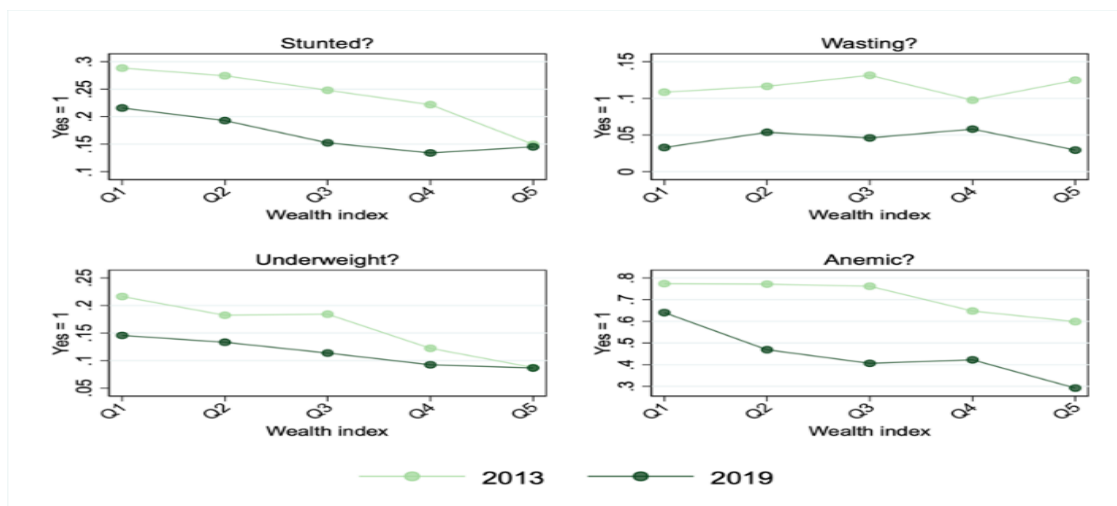 Stunted?
Yes = 1
.3
.25
.2
.15
.1
Q1 Q2 Q3 Q4 Q5
Wealth index
Wasting?
Yes = 1
.15
.1
.05
0
Q1 Q2 Q3 Q4 Q5
Wealth index
Underweight?
Yes = 1
.25
.2
.15
.1
.05
Q1 Q2 Q3 Q4 Q5
Wealth index
Anemic?
Yes = 1
.8
.7
.6
.5
.4
.3
Q1 Q2 Q3 Q4 Q5
Wealth index
2013 2019